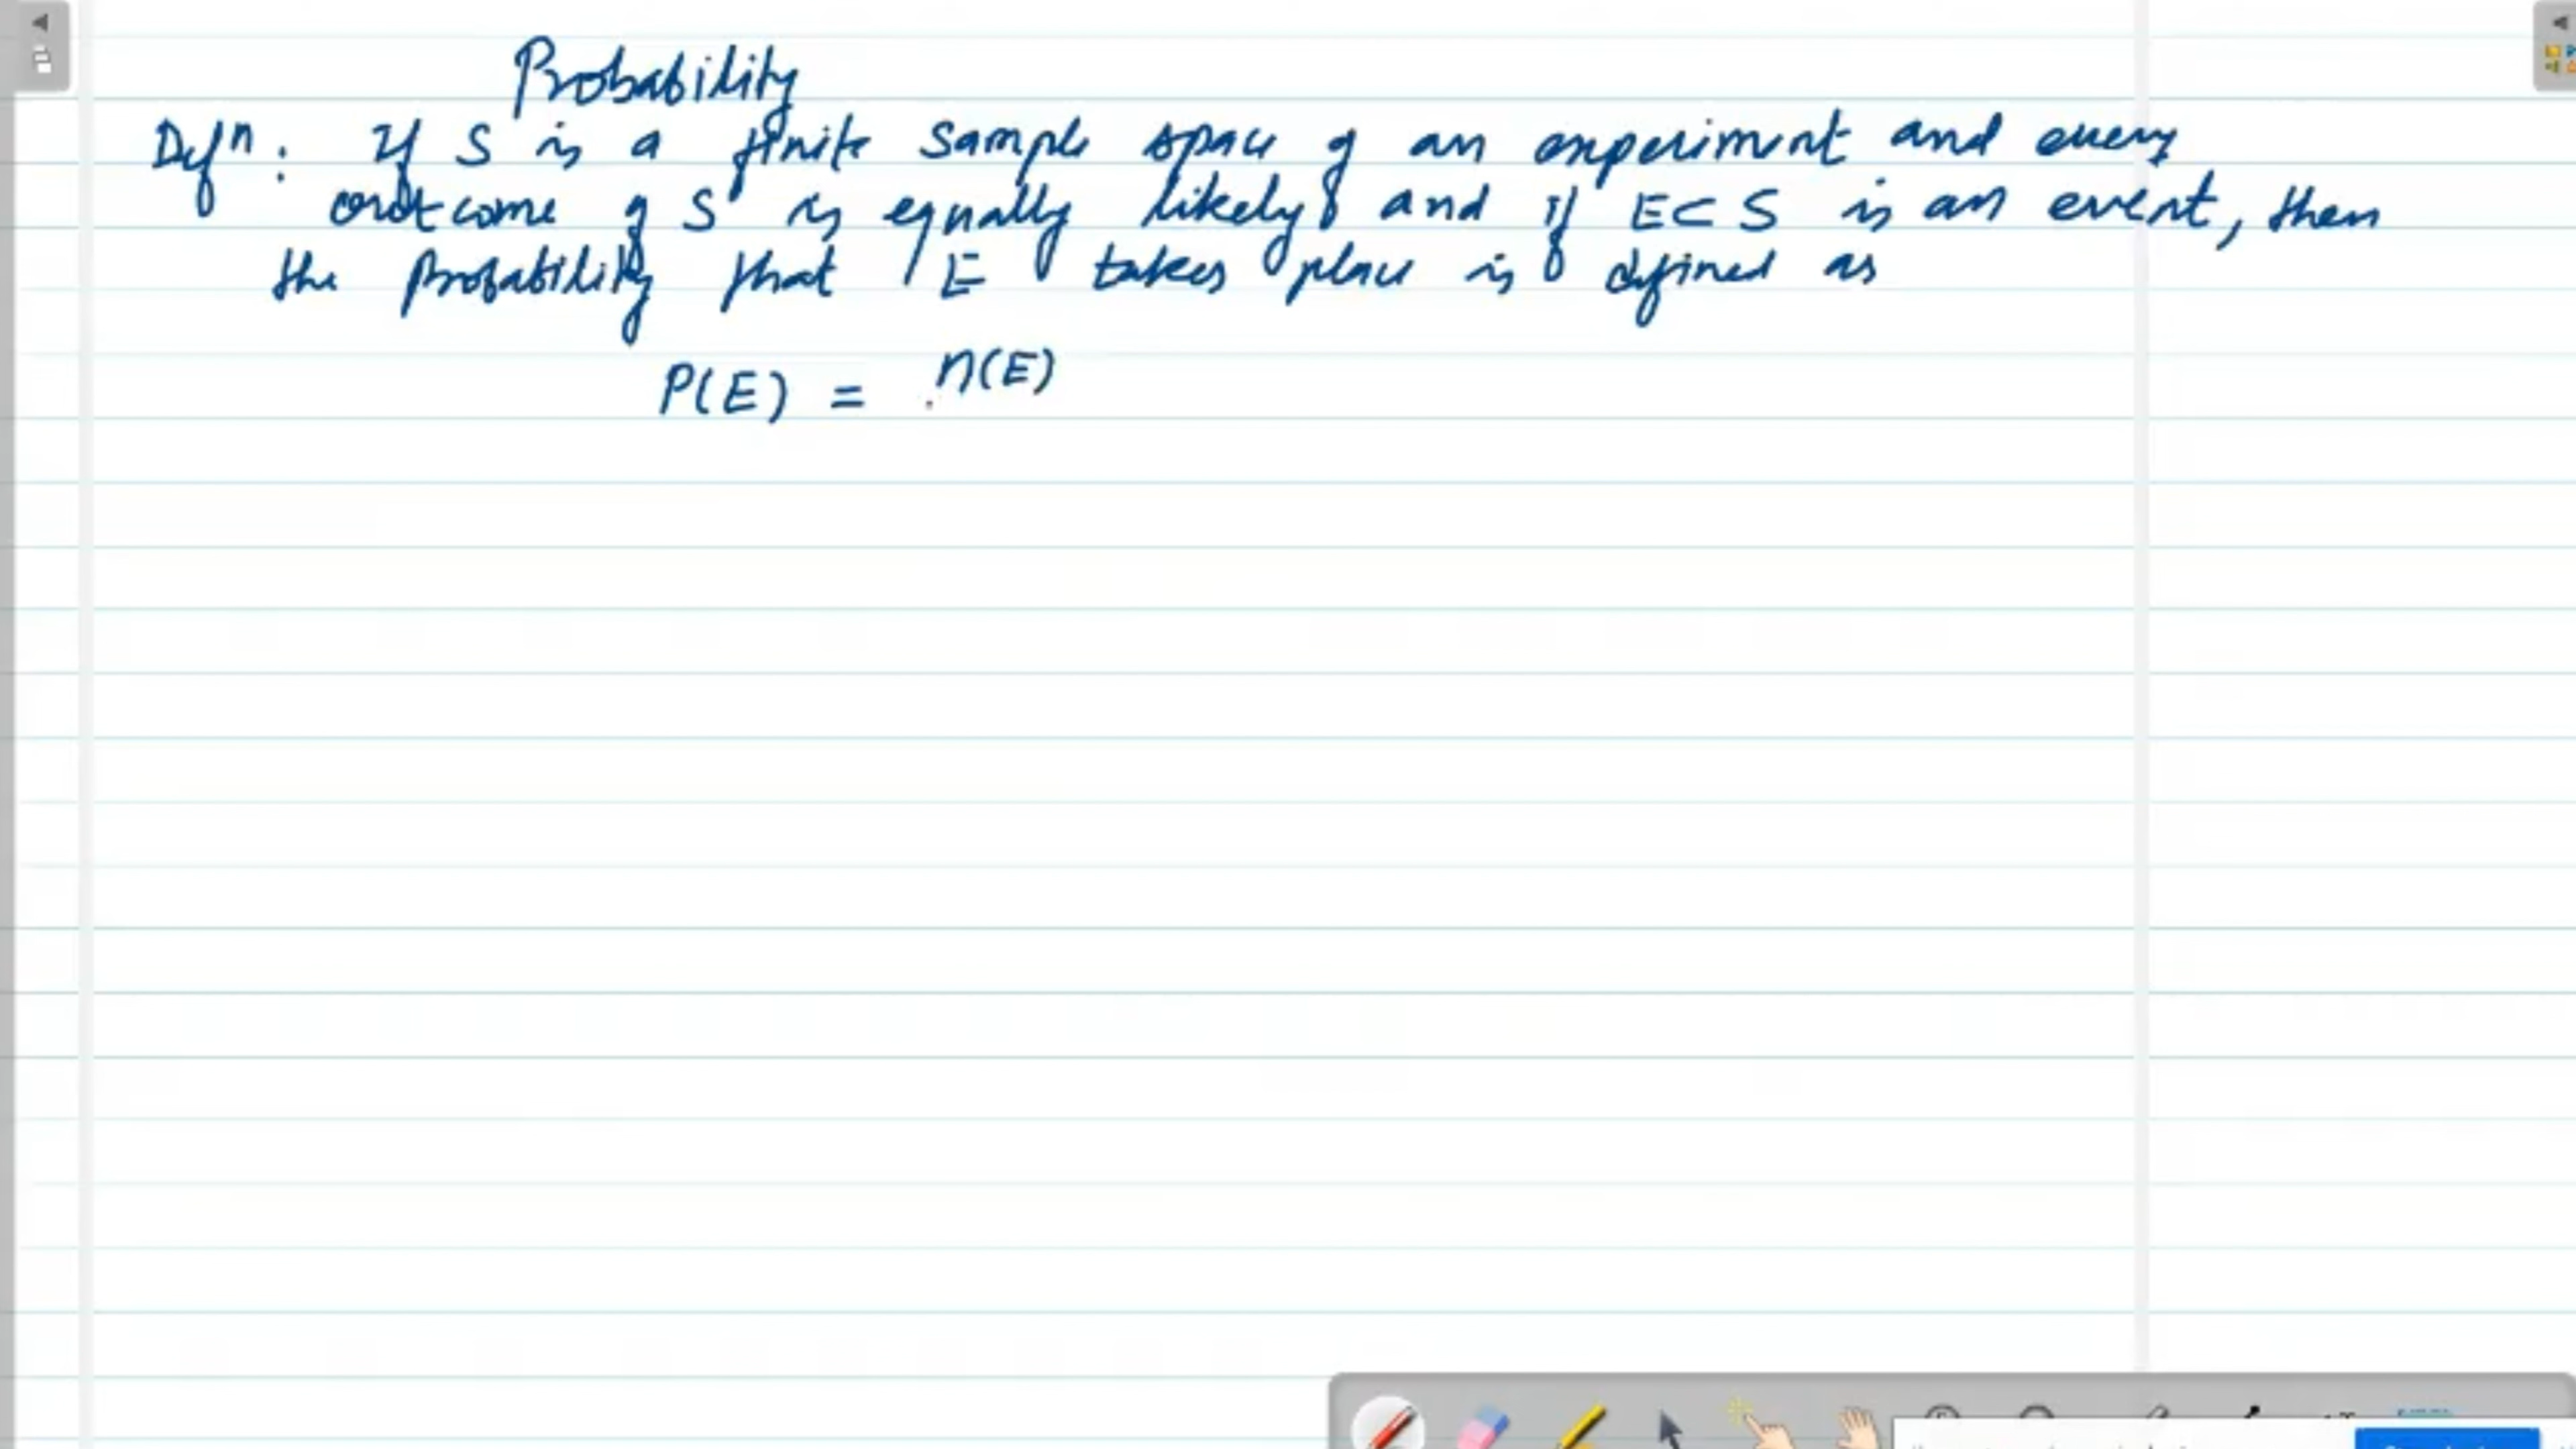 Probability
Defn: If S is a finite sample space of an experiment and every
outcome of S is equally likely and if E⊂S is an event, then
the probability that E takes place is defined as
P(E) = n(E)